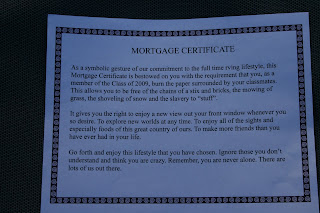 MORTGAGE CERTIFICATE
As a symbolic gesture of our commitment to the full time rving lifestyle, this
Mortgage Certificate is bestowed on you with the requirement that you, as a
member of the Class of 2009, burn the paper surrounded by your classmates.
This allows you to be free of the chains of a stix and bricks, the mowing of
grass, the shoveling of snow and the slavery to "stuff".
It gives you the right to enjoy a new view out your front window whenever you
so desire. To explore new worlds at any time. To enjoy all of the sights and
especially foods of this great country of ours. To make more friends than you
have ever had in your life.
Go forth and enjoy this lifestyle that you have chosen. Ignore those you don't
understand and think you are crazy. Remember, you are never alone. There are
lots of us out there.